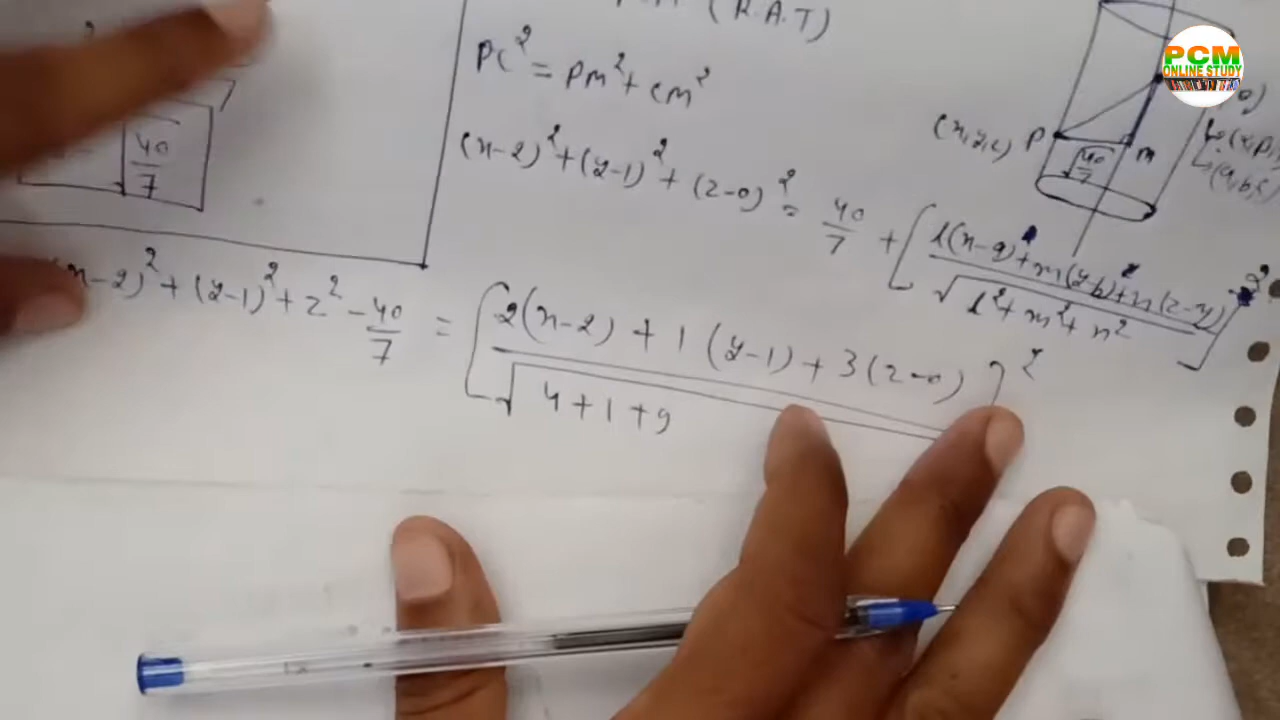 (R.A.T)
PCM
ONLINE STUDY
PC² = PM² + CM²
(x,y,z) P
M
√40/7
40/7
(x-2)² + (y-1)² + (z-0)² = 40/7 + [l(x-a)² + m(y-b)² + n(z-γ) / √l²+m²+n²]²
(x-2)² + (y-1)² + z² - 40/7 = [2(x-2) + 1(y-1) + 3(z-0) / √4+1+9]²